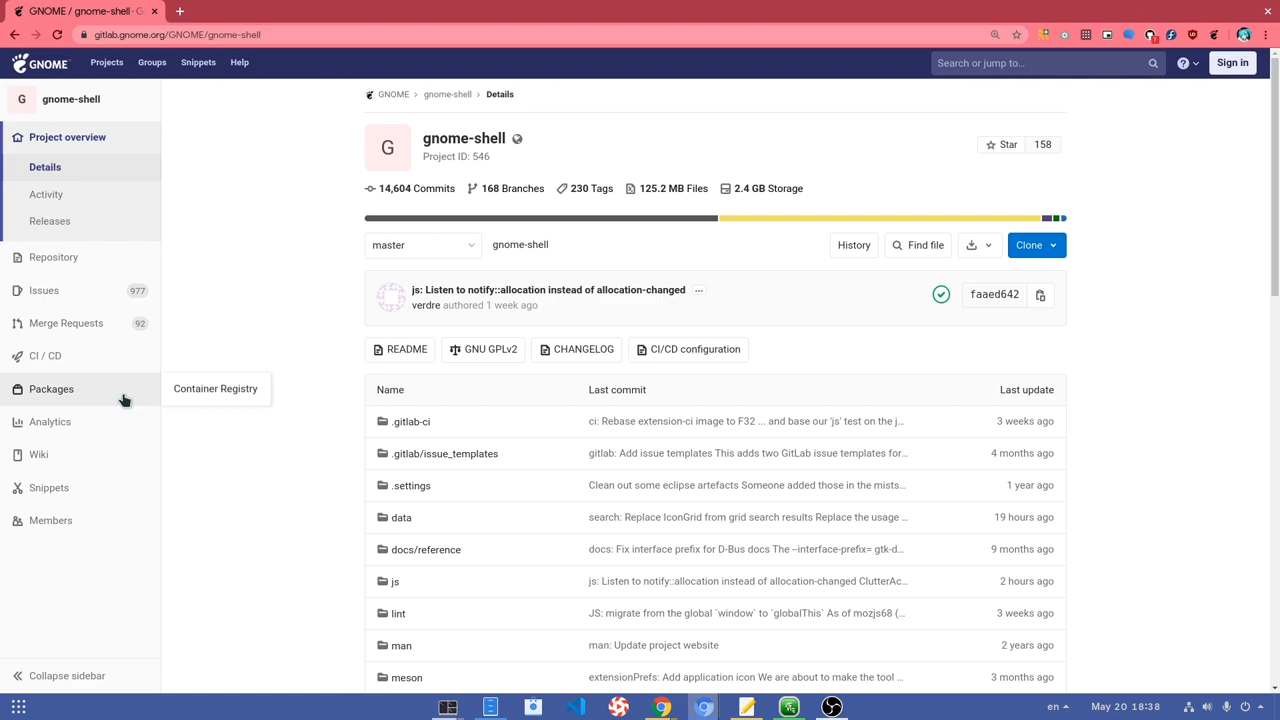 GNOME / gnome-shell · G
gitlab.gnome.org/GNOME/gnome-shell
GNOME Projects Groups Snippets Help Search or jump to… Sign in
G gnome-shell
Project overview
Details
Activity
Releases
Repository
Issues 977
Merge Requests 92
CI / CD
Packages
Container Registry
Analytics
Wiki
Snippets
Members
Collapse sidebar
GNOME › gnome-shell › Details
G
gnome-shell
Project ID: 546
Star 158
14,604 Commits 168 Branches 230 Tags 125.2 MB Files 2.4 GB Storage
master gnome-shell History Find file Clone
js: Listen to notify::allocation instead of allocation-changed ...
verdre authored 1 week ago
faaed642
README GNU GPLv2 CHANGELOG CI/CD configuration
Name Last commit Last update
.gitlab-ci ci: Rebase extension-ci image to F32 ... and base our 'js' test on the j… 3 weeks ago
.gitlab/issue_templates gitlab: Add issue templates This adds two GitLab issue templates for… 4 months ago
.settings Clean out some eclipse artefacts Someone added those in the mists… 1 year ago
data search: Replace IconGrid from grid search results Replace the usage … 19 hours ago
docs/reference docs: Fix interface prefix for D-Bus docs The --interface-prefix= gtk-d… 9 months ago
js js: Listen to notify::allocation instead of allocation-changed ClutterAc… 2 hours ago
lint JS: migrate from the global `window` to `globalThis` As of mozjs68 (… 3 weeks ago
man man: Update project website 2 years ago
meson extensionPrefs: Add application icon We are about to make the tool … 3 months ago
en May 20 18:38